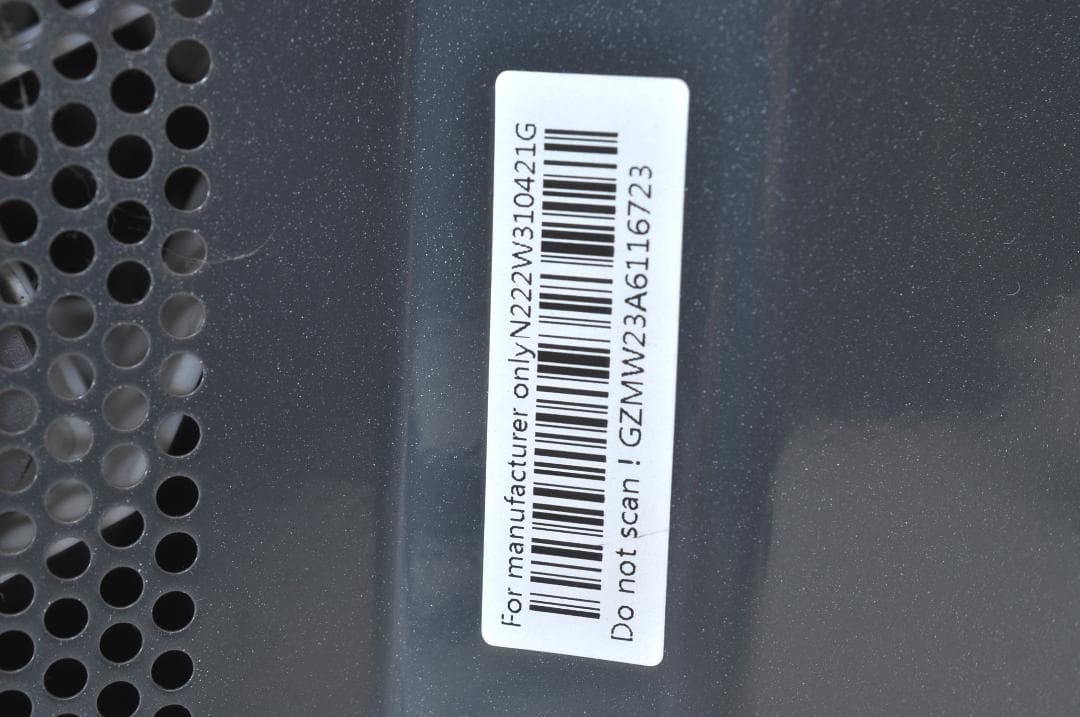 For manufacturer only N222W310421G
Do not scan ! GZMW23A6116723